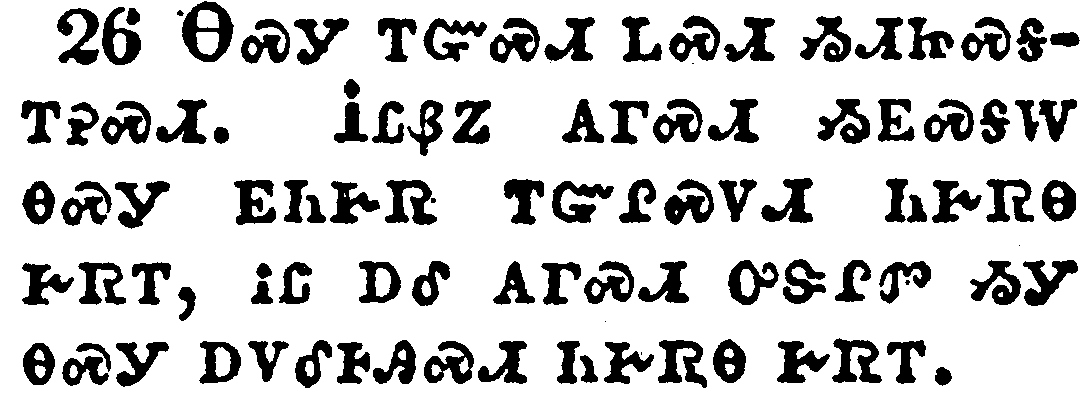 26 ᎾᏍᎩ ᎢᏳᏍᏗ ᏞᏍᏗ ᏱᏗᏥᏍᎦ-
ᎢᎮᏍᏗ. ᎥᏝᏰᏃ ᎪᎱᏍᏗ ᏱᎬᏍᎦᎳ
ᎾᏍᎩ ᎬᏂᎨᏒ ᎢᏳᎵᏍᏙᏗ ᏂᎨᏒᎾ
ᎨᏒᎢ, ᎥᏝ ᎠᎴ ᎪᎱᏍᏗ ᎤᏕᎵᏛ ᏱᎩ
ᎾᏍᎩ ᎠᏙᎴᎰᎯᏍᏗ ᏂᎨᏒᎾ ᎨᏒᎢ.